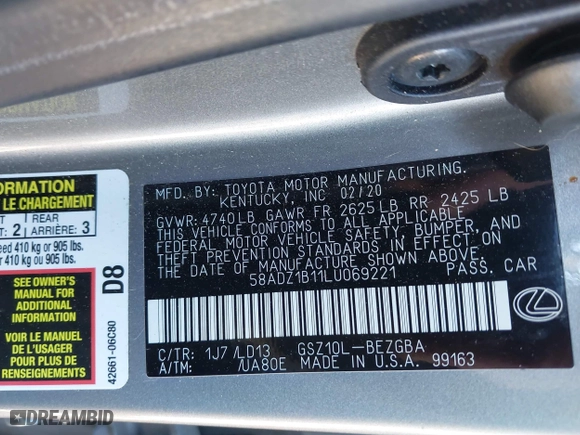 ORMATION
LE CHARGEMENT
2 REAR 3
410 kg or 905 lbs.
410 kg ou 905 lbs.
SEE OWNER'S
MANUAL FOR
ADDITIONAL
INFORMATION
VOIR LE MANUEL
POUR PLUS DE
RENSEIGNEMENTS
42661-06C80
D8
MFD. BY: TOYOTA MOTOR MANUFACTURING.
KENTUCKY, INC 02/20
GVWR: 4740LB GAWR FR 2625LB RR 2425 LB
THIS VEHICLE CONFORMS TO ALL APPLICABLE
FEDERAL MOTOR VEHICLE SAFETY, BUMPER, AND
THEFT PREVENTION STANDARDS IN EFFECT ON
THE DATE OF MANUFACTURE SHOWN ABOVE.
58ADZ1B11LU069221 PASS. CAR
C/TR: 1J7 /LD13 GSZ10L-BEZGBA
A/TM: /UA80E MADE IN U.S.A. 99163
DREAMBID